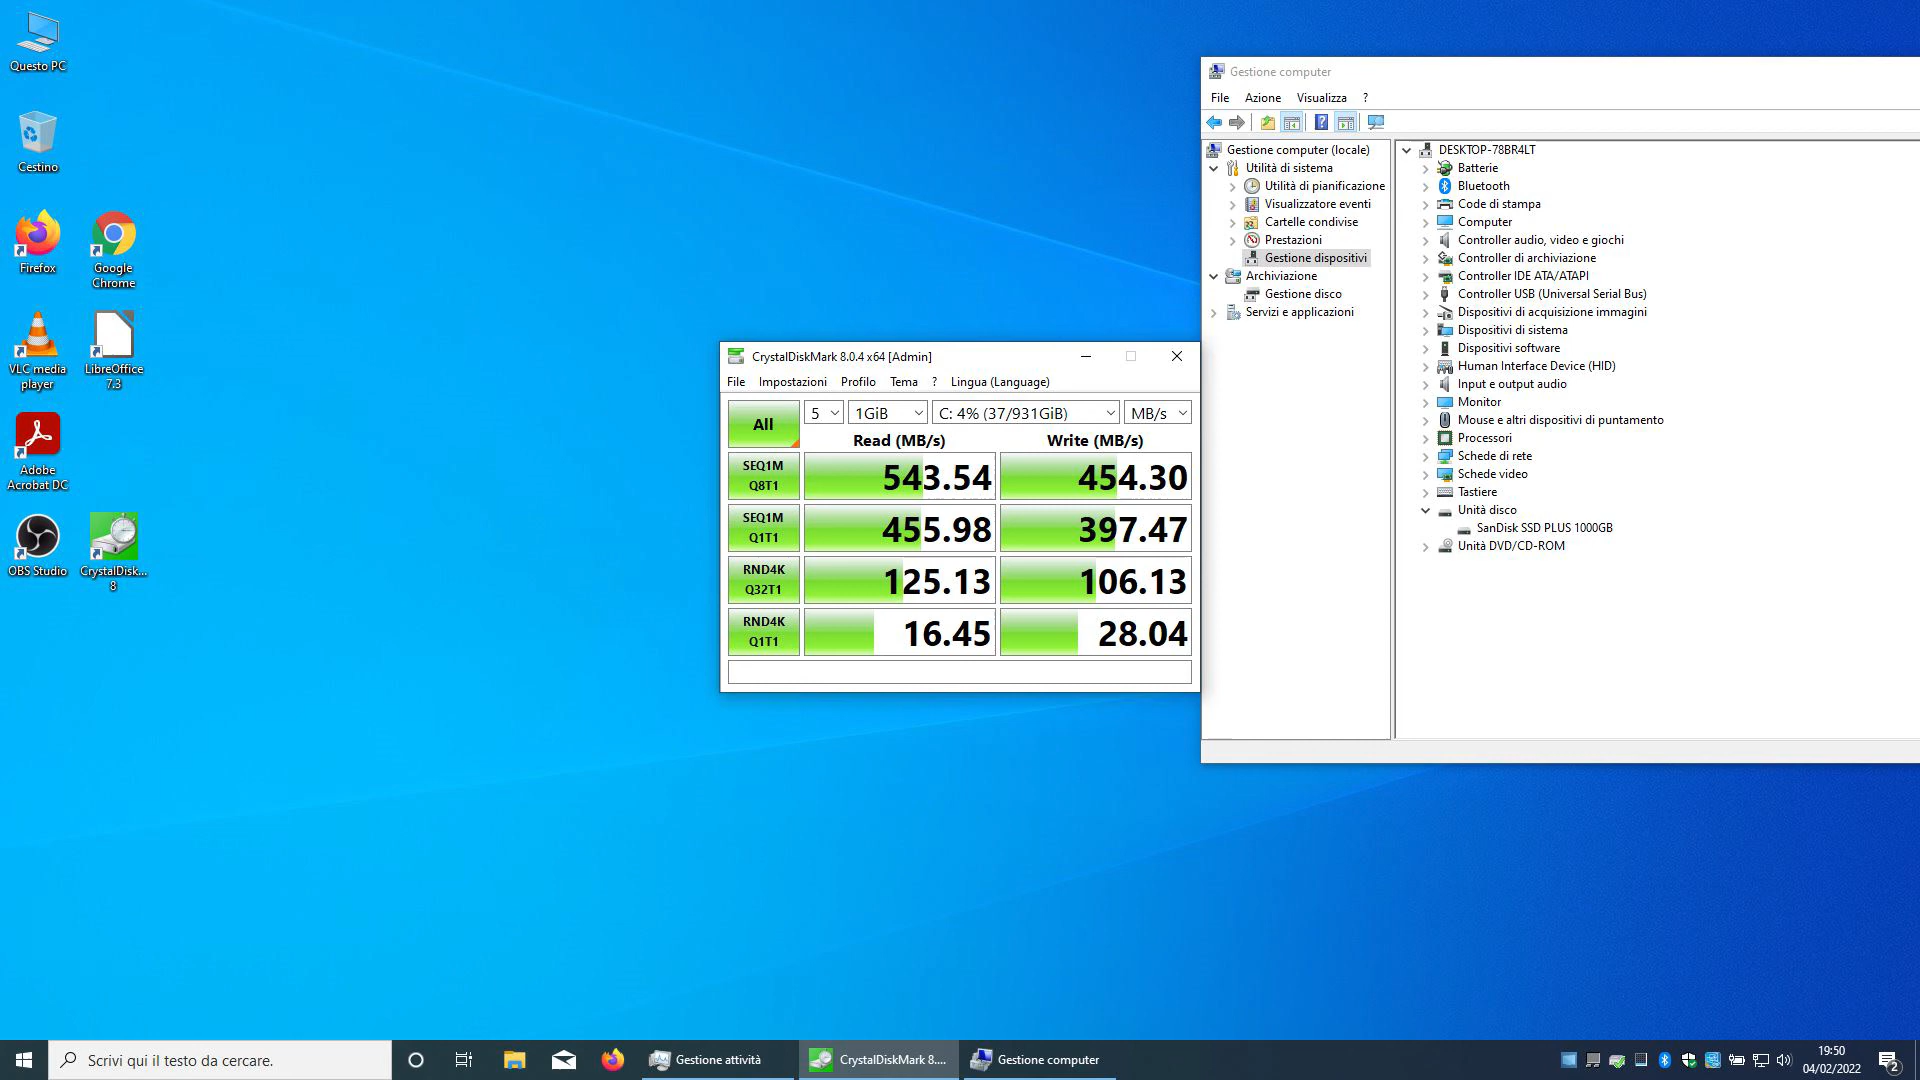 Questo PC
Cestino
Firefox
Google
Chrome
VLC media
player
LibreOffice
7.3
Adobe
Acrobat DC
OBS Studio
CrystalDisk...
8
CrystalDiskMark 8.0.4 x64 [Admin]
File Impostazioni Profilo Tema ? Lingua (Language)
All 5 1GiB C: 4% (37/931GiB) MB/s
Read (MB/s) Write (MB/s)
SEQ1M
Q8T1
543.54 454.30
SEQ1M
Q1T1
455.98 397.47
RND4K
Q32T1
125.13 106.13
RND4K
Q1T1
16.45 28.04
Gestione computer
File Azione Visualizza ?
Gestione computer (locale)
Utilità di sistema
Utilità di pianificazione
Visualizzatore eventi
Cartelle condivise
Prestazioni
Gestione dispositivi
Archiviazione
Gestione disco
Servizi e applicazioni
DESKTOP-78BR4LT
Batterie
Bluetooth
Code di stampa
Computer
Controller audio, video e giochi
Controller di archiviazione
Controller IDE ATA/ATAPI
Controller USB (Universal Serial Bus)
Dispositivi di acquisizione immagini
Dispositivi di sistema
Dispositivi software
Human Interface Device (HID)
Input e output audio
Monitor
Mouse e altri dispositivi di puntamento
Processori
Schede di rete
Schede video
Tastiere
Unità disco
SanDisk SSD PLUS 1000GB
Unità DVD/CD-ROM
Scrivi qui il testo da cercare.
Gestione attività
CrystalDiskMark 8....
Gestione computer
19:50
04/02/2022
2